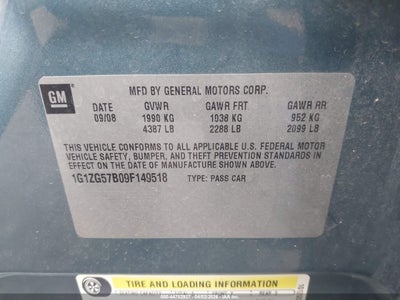 GM
MFD BY GENERAL MOTORS CORP.
DATE GVWR GAWR FRT GAWR RR
09/08 1990 KG 1038 KG 952 KG
4387 LB 2288 LB 2099 LB
THIS VEHICLE CONFORMS TO ALL APPLICABLE U.S. FEDERAL MOTOR
VEHICLE SAFETY, BUMPER, AND THEFT PREVENTION STANDARDS IN
EFFECT ON THE DATE OF MANUFACTURE SHOWN ABOVE.
1G1ZG57B09F149518 TYPE: PASS CAR
TIRE AND LOADING INFORMATION
SEATING CAPACITY